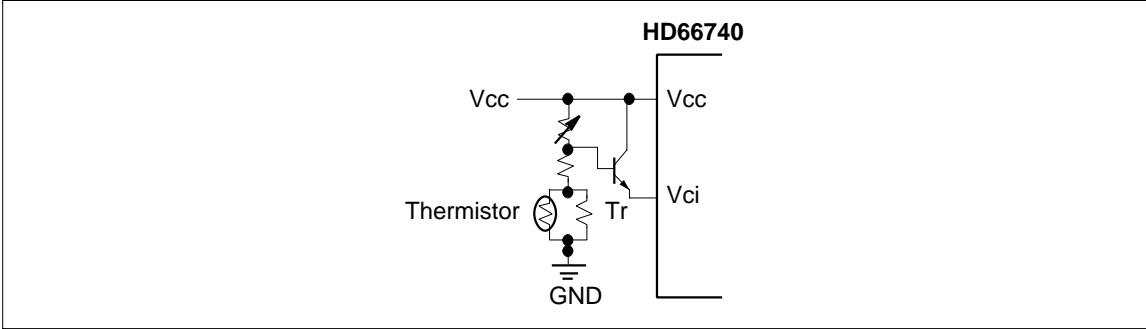 HD66740
Vcc
Vcc
Vci
Thermistor
Tr
GND